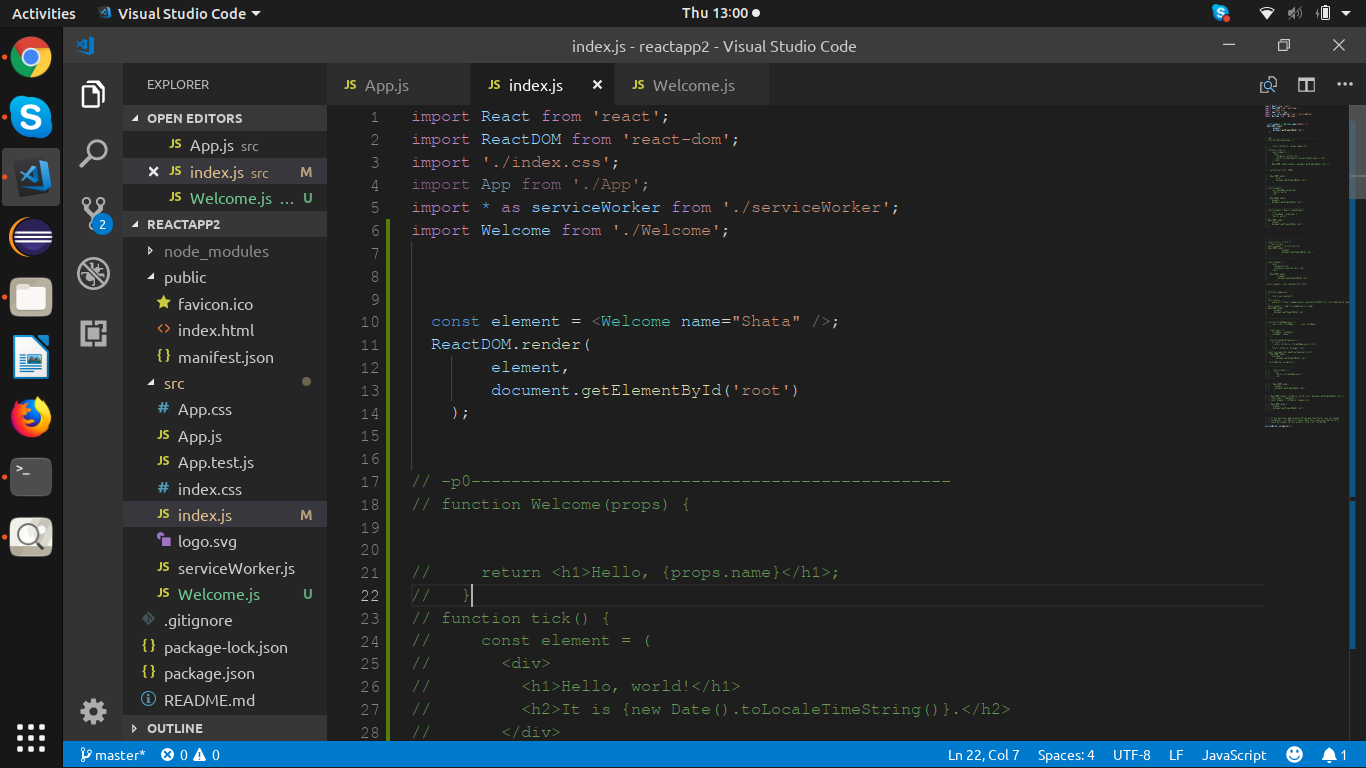 Activities Visual Studio Code Thu 13:00
index.js - reactapp2 - Visual Studio Code
EXPLORER
OPEN EDITORS
JS App.js src
JS index.js src M
JS Welcome.js ... U
REACTAPP2
node_modules
public
favicon.ico
<> index.html
{} manifest.json
src
# App.css
JS App.js
JS App.test.js
# index.css
JS index.js M
logo.svg
JS serviceWorker.js
JS Welcome.js U
.gitignore
{} package-lock.json
{} package.json
README.md
OUTLINE
2
JS App.js JS index.js JS Welcome.js
1 import React from 'react';
2 import ReactDOM from 'react-dom';
3 import './index.css';
4 import App from './App';
5 import * as serviceWorker from './serviceWorker';
6 import Welcome from './Welcome';
7
8
9
10 const element = <Welcome name="Shata" />;
11 ReactDOM.render(
12 element,
13 document.getElementById('root')
14 );
15
16
17 // -p0------------------------------------------------
18 // function Welcome(props) {
19
20
21 // return <h1>Hello, {props.name}</h1>;
22 // }
23 // function tick() {
24 // const element = (
25 // <div>
26 // <h1>Hello, world!</h1>
27 // <h2>It is {new Date().toLocaleTimeString()}.</h2>
28 // </div>
master* 0 0 Ln 22, Col 7 Spaces: 4 UTF-8 LF JavaScript 1